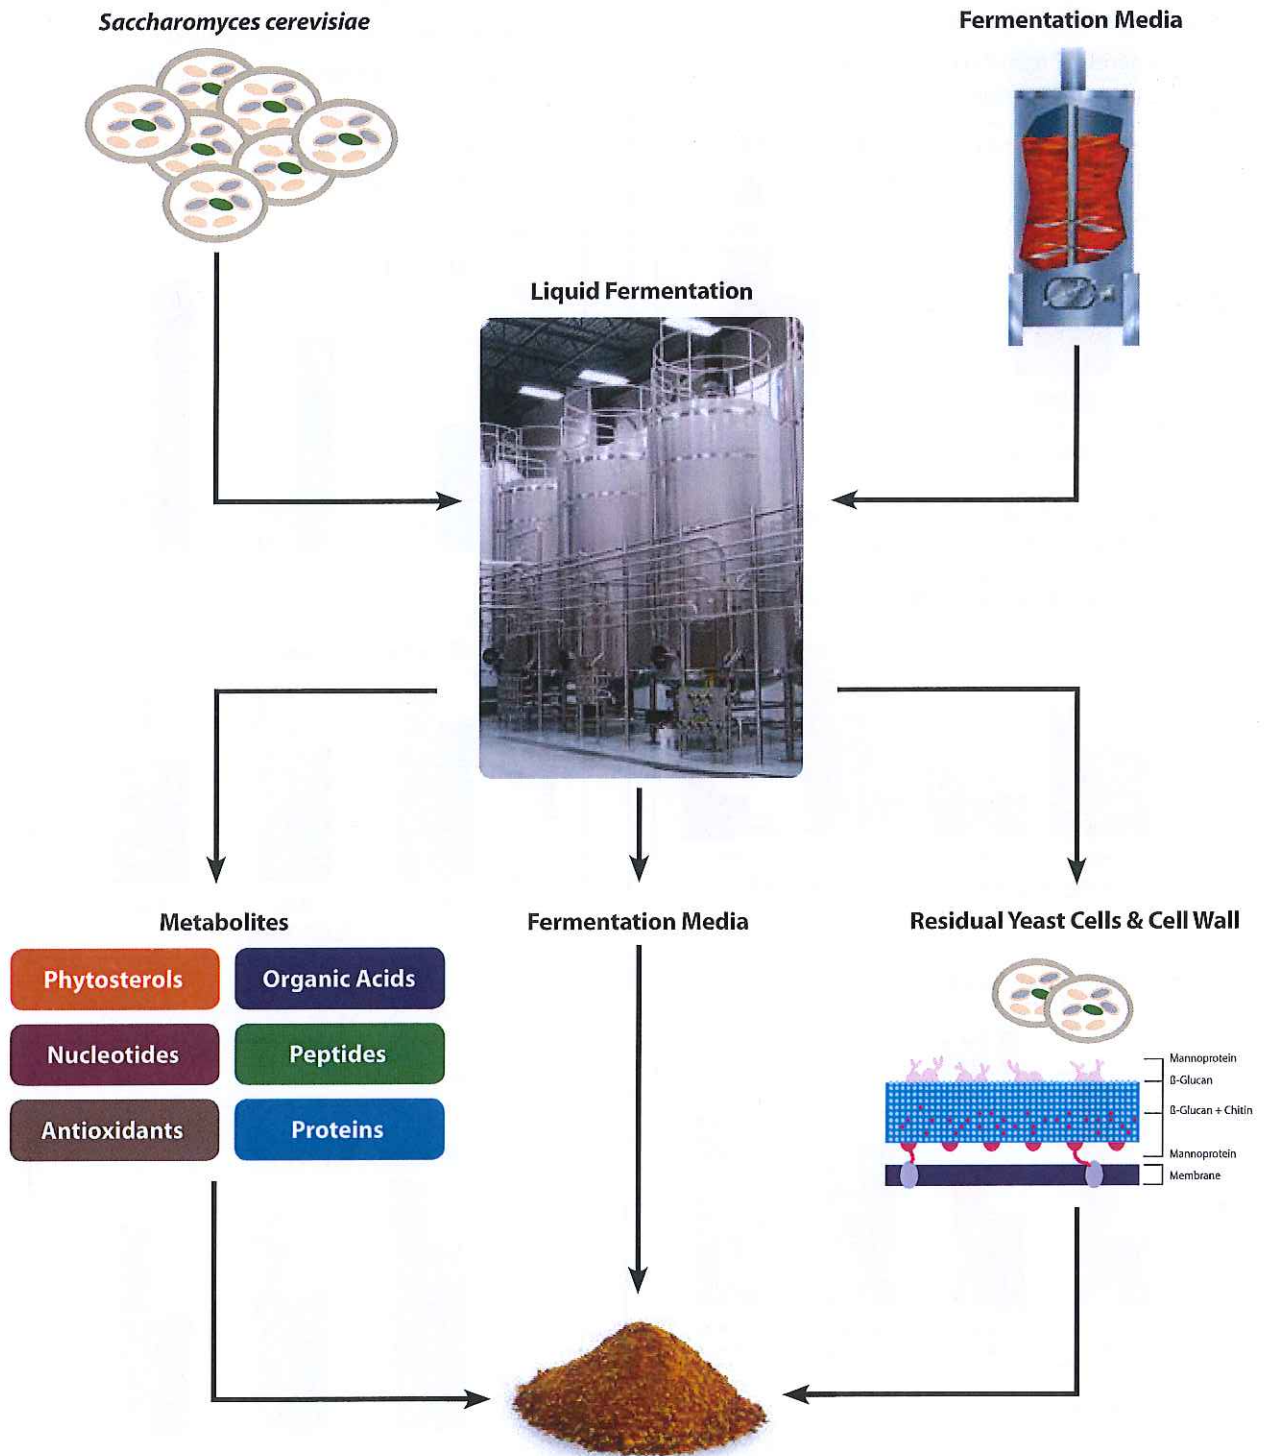 Saccharomyces cerevisiae
Fermentation Media
Liquid Fermentation
Metabolites
Phytosterols
Organic Acids
Nucleotides
Peptides
Antioxidants
Proteins
Fermentation Media
Residual Yeast Cells & Cell Wall
Mannoprotein
ß-Glucan
ß-Glucan + Chitin
Mannoprotein
Membrane